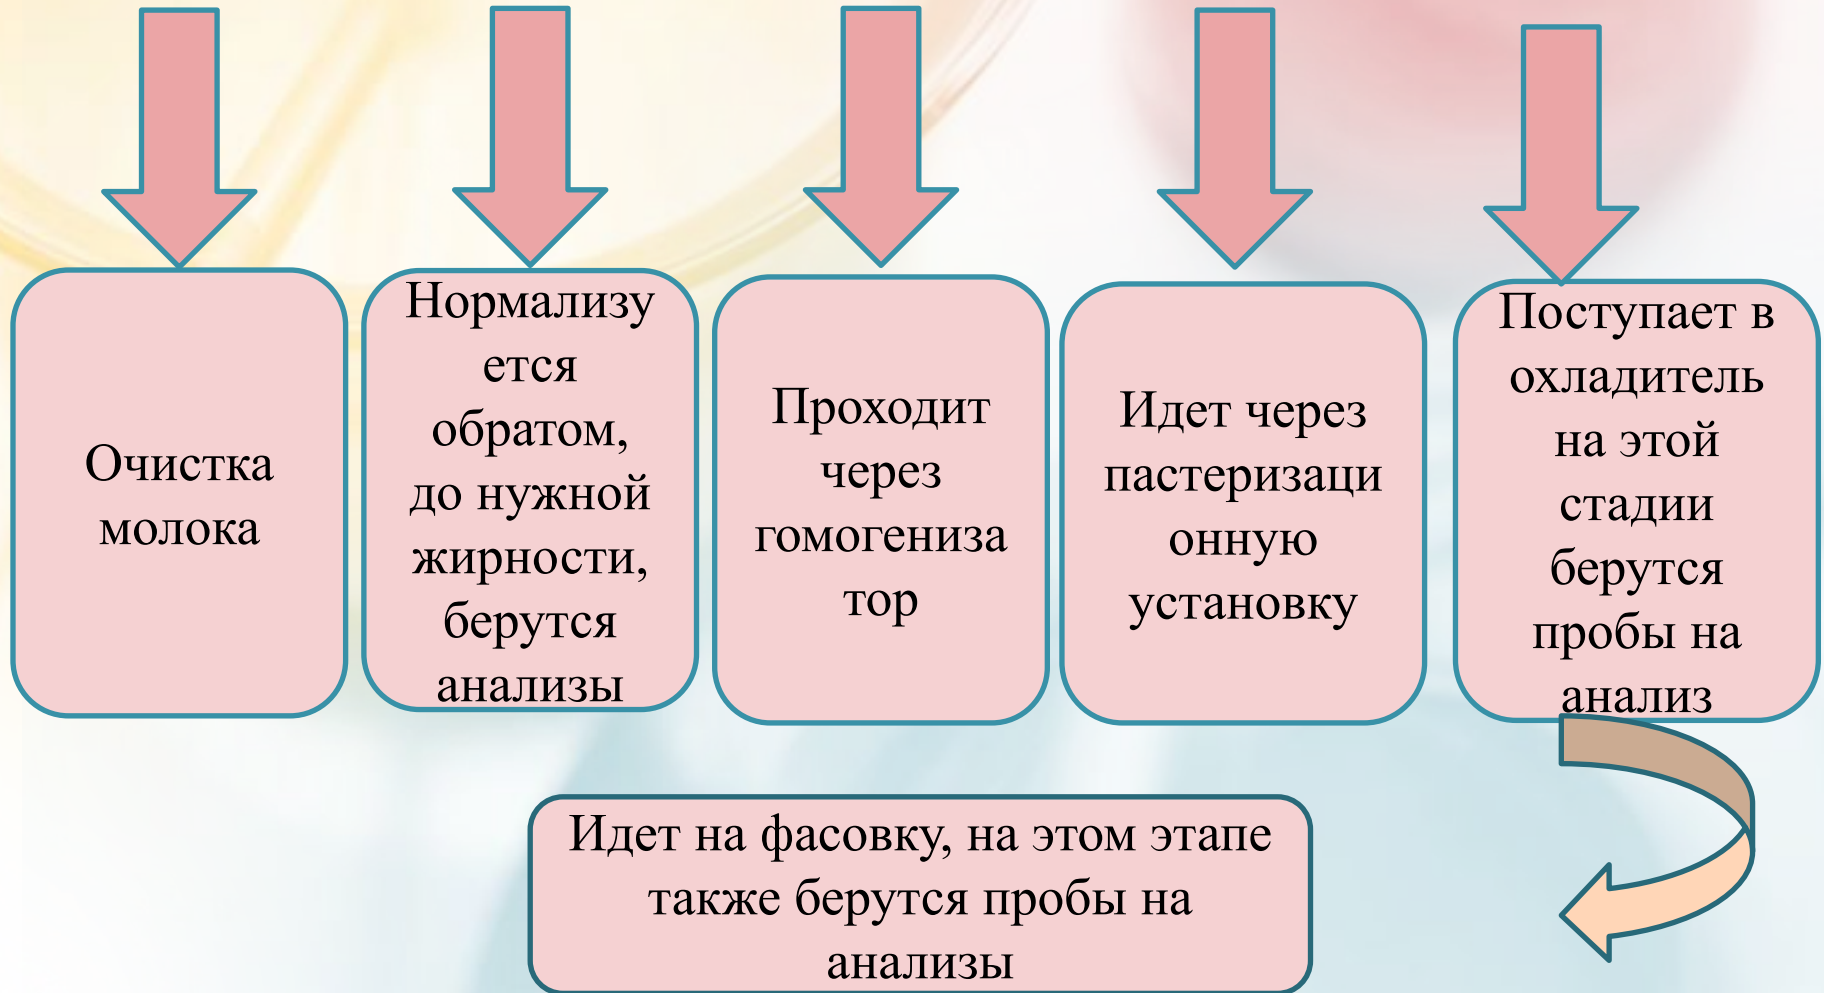 Очистка
молока
Нормализу
ется
обратом,
до нужной
жирности,
берутся
анализы
Проходит
через
гомогениза
тор
Идет через
пастеризаци
онную
установку
Поступает в
охладитель
на этой
стадии
берутся
пробы на
анализ
Идет на фасовку, на этом этапе
также берутся пробы на
анализы